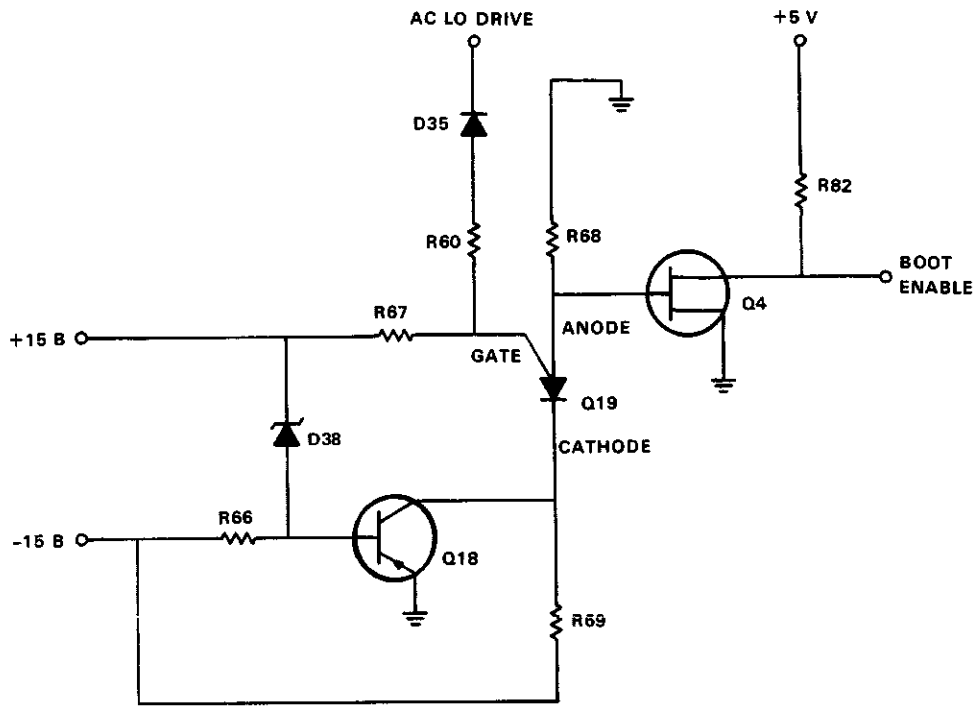 AC LO DRIVE
+5 V
D35
R82
R60
R68
BOOT
ENABLE
Q4
R67
+15 B
ANODE
GATE
Q19
D38
CATHODE
R66
-15 B
Q18
R69